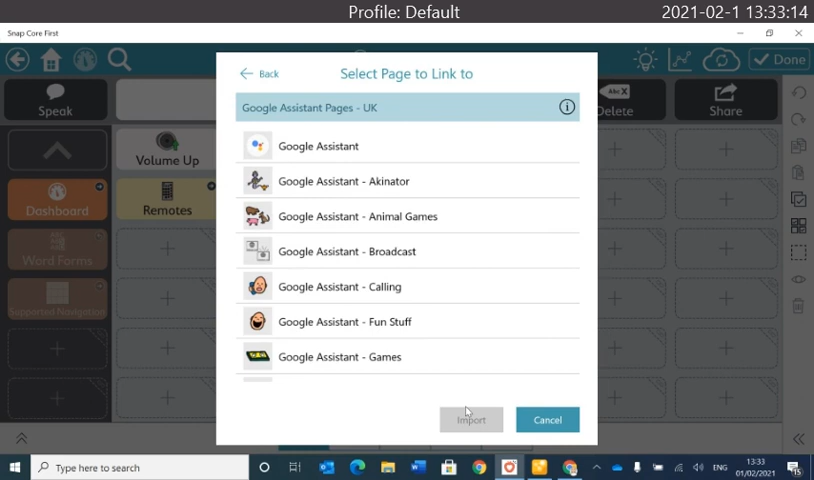 Profile: Default
2021-02-1 13:33:14
Snap Core First
Done
Back
Select Page to Link to
Speak
Abc X
Delete
Share
Google Assistant Pages - UK
Google Assistant
Volume Up
Google Assistant - Akinator
Dashboard
Remotes
Google Assistant - Animal Games
Word Forms
Google Assistant - Broadcast
Google Assistant - Calling
Supported Navigation
Google Assistant - Fun Stuff
Google Assistant - Games
Import
Cancel
Type here to search
ENG
13:33
01/02/2021
15